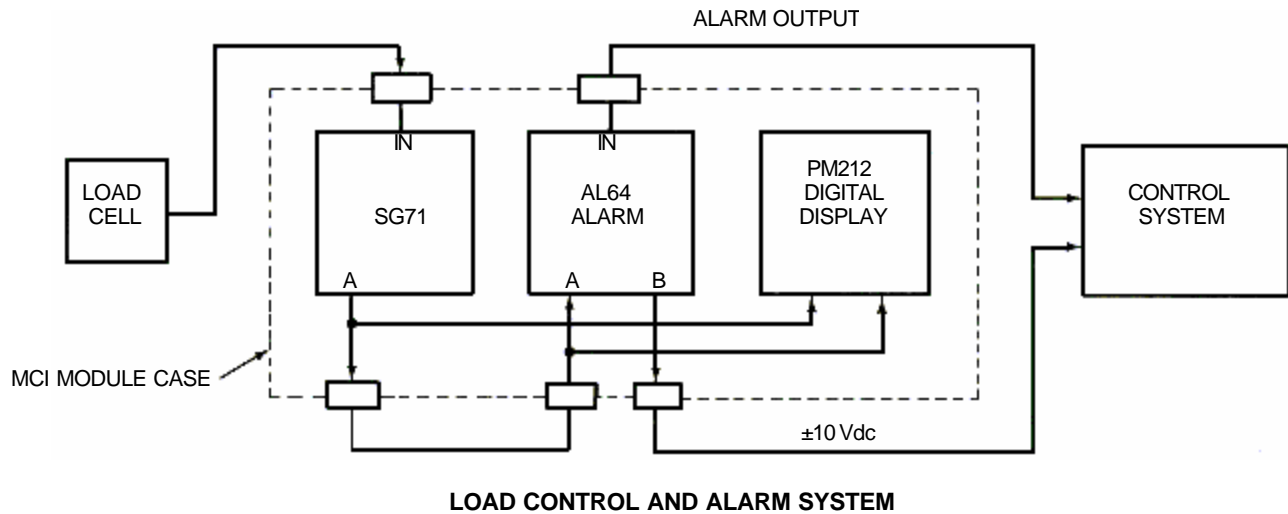 ALARM OUTPUT
IN
IN
LOAD
CELL
SG71
AL64
ALARM
PM212
DIGITAL
DISPLAY
CONTROL
SYSTEM
A
A
B
MCI MODULE CASE
±10 Vdc
LOAD CONTROL AND ALARM SYSTEM